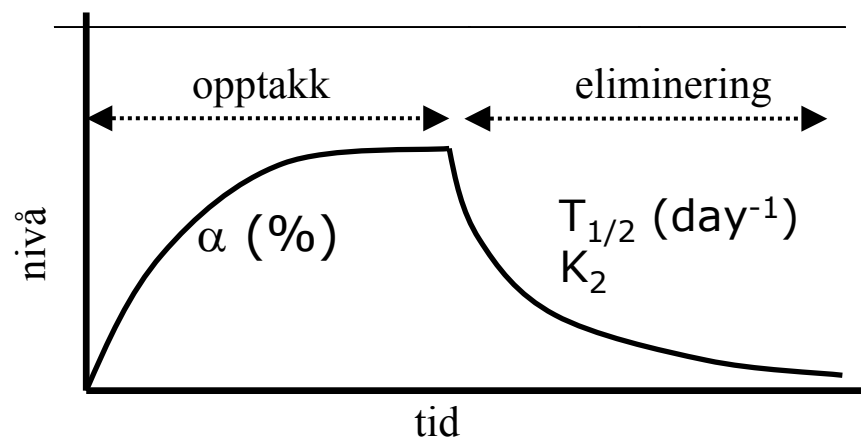 opptakk
eliminering
nivå
α (%)
T1/2 (day-1)
K2
tid